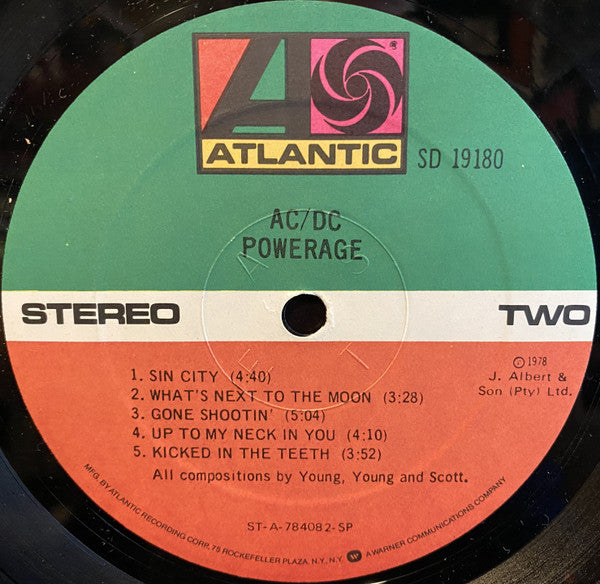 ATLANTIC
SD 19180
AC/DC
POWERAGE
STEREO
TWO
℗ 1978
J. Albert &
Son (Pty) Ltd.
1. SIN CITY (4:40)
2. WHAT'S NEXT TO THE MOON (3:28)
3. GONE SHOOTIN' (5:04)
4. UP TO MY NECK IN YOU (4:10)
5. KICKED IN THE TEETH (3:52)
All compositions by Young, Young and Scott.
ST-A-784082-SP
MFG. BY ATLANTIC RECORDING CORP., 75 ROCKEFELLER PLAZA, N.Y., N.Y. A WARNER COMMUNICATIONS COMPANY